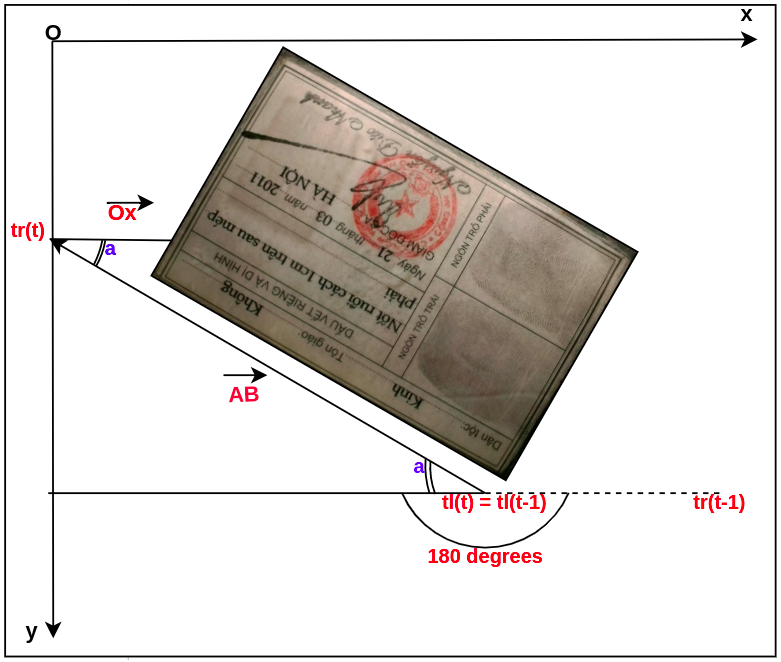 O
x
tr(t)
Ox
a
AB
a
tl(t) = tl(t-1)
tr(t-1)
180 degrees
y
Dân tộc:
Kinh
Tôn giáo:
Không
DẤU VẾT RIÊNG VÀ DỊ HÌNH
Nốt ruồi cách 1cm trên sau mép
phải
NGÓN TRỎ TRÁI
NGÓN TRỎ PHẢI
Ngày 21 tháng 03 năm 2011
GIÁM ĐỐC CA
HÀ NỘI